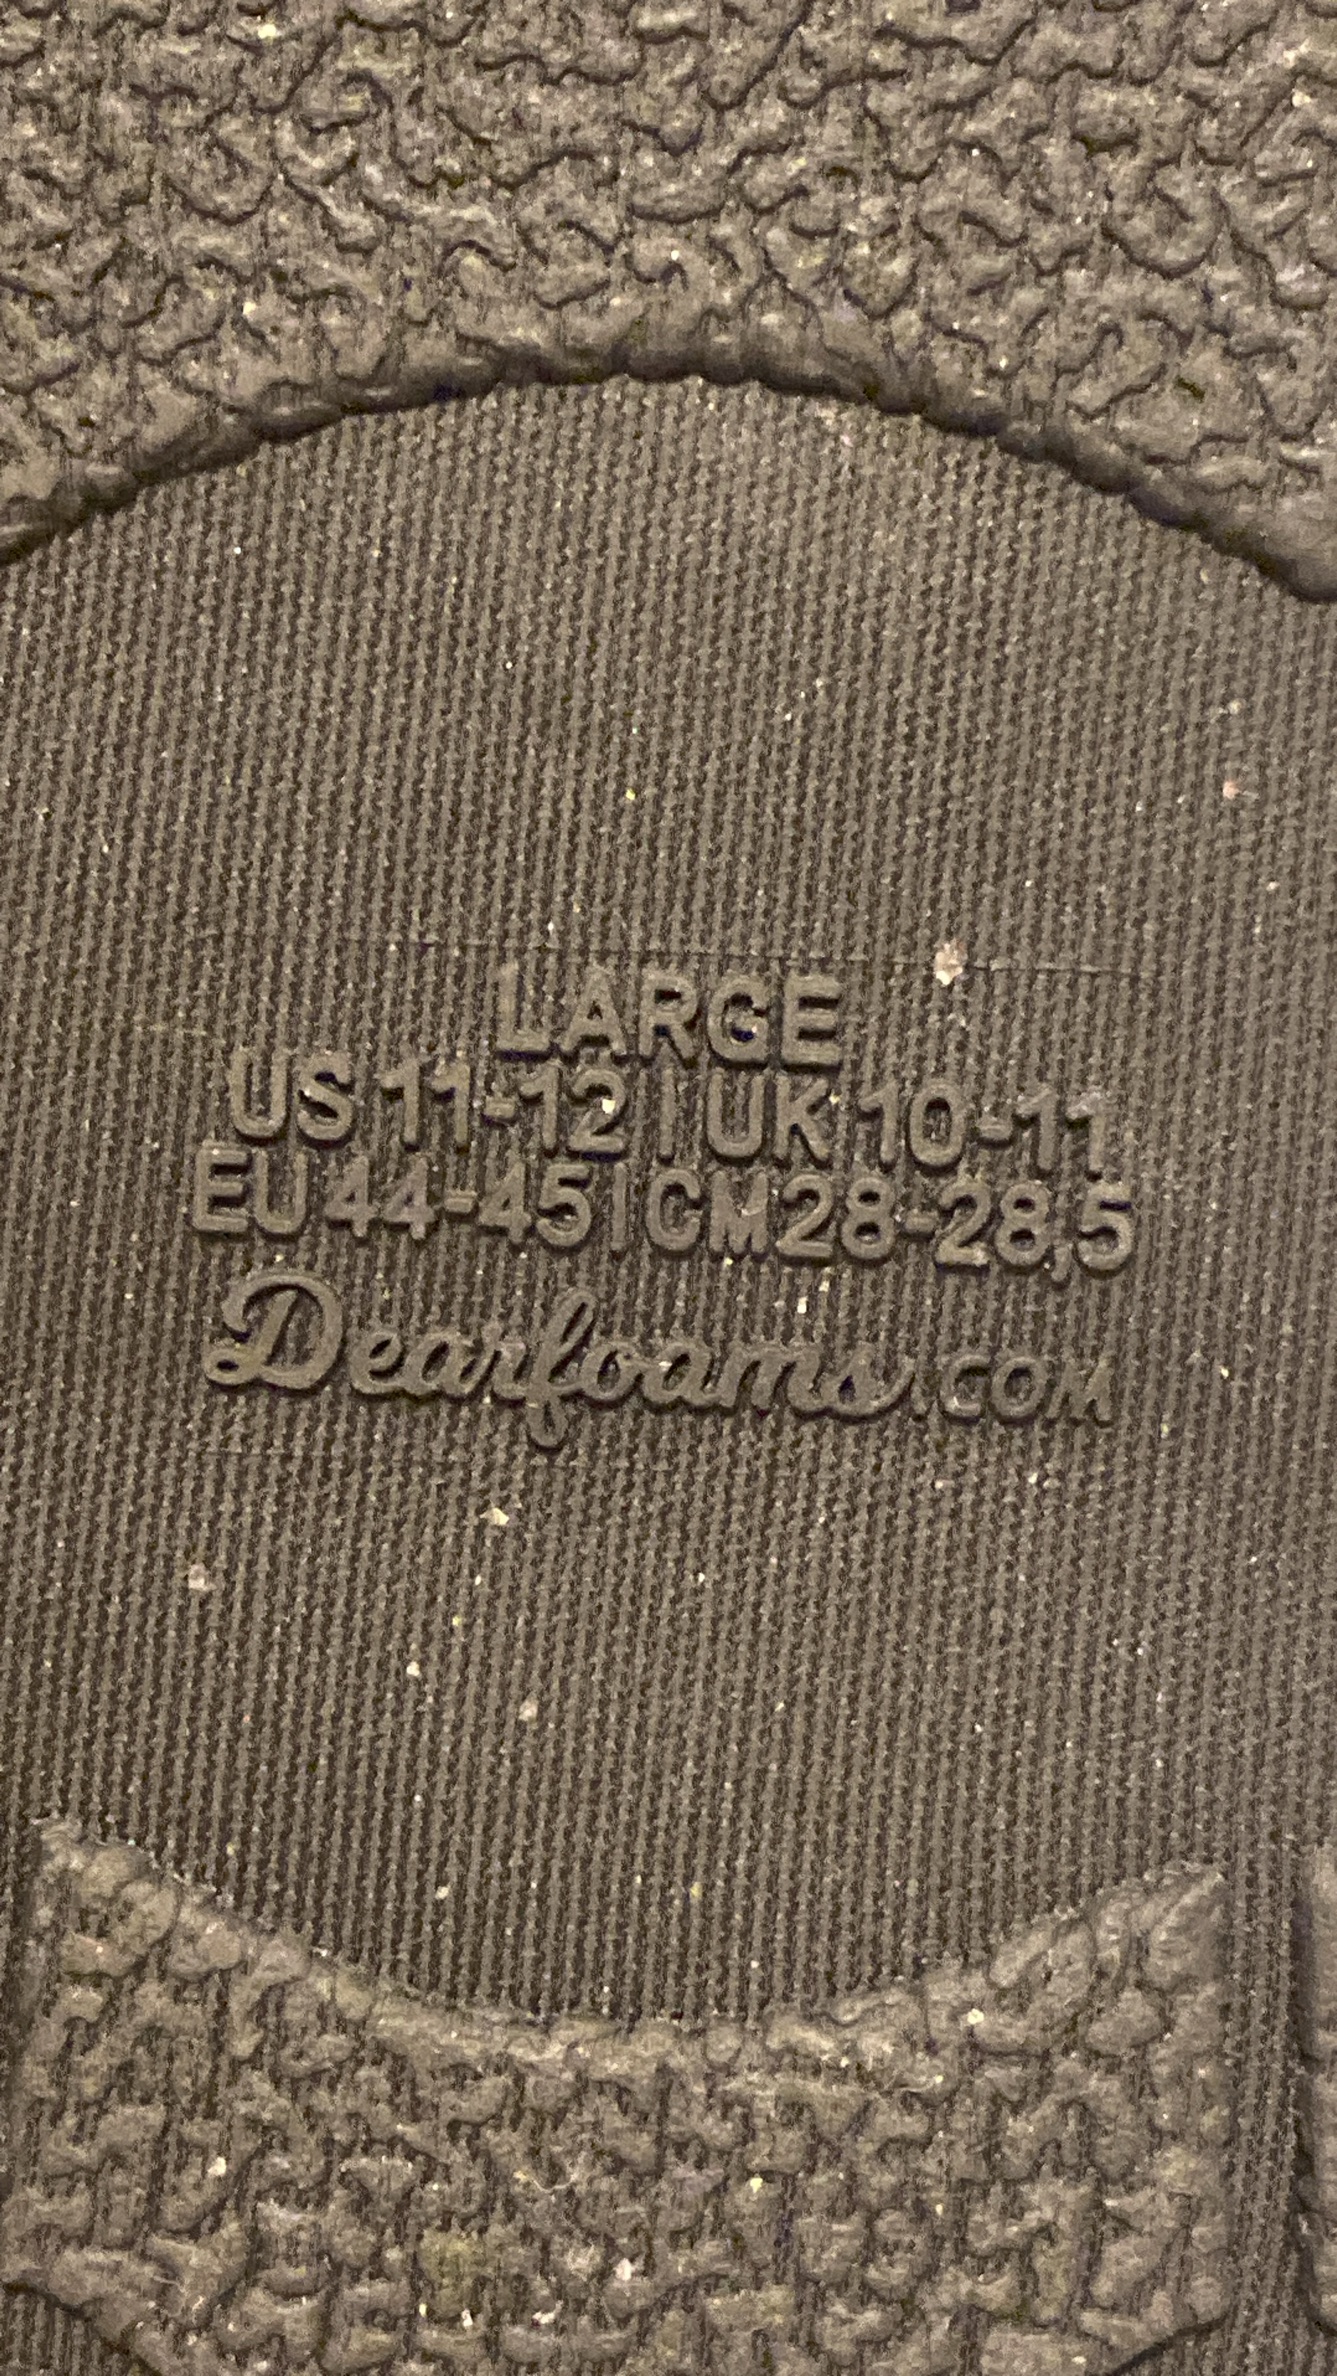 LARGE
US 11-12 | UK 10-11
EU 44-45 | CM 28-28,5
Dearfoams.COM